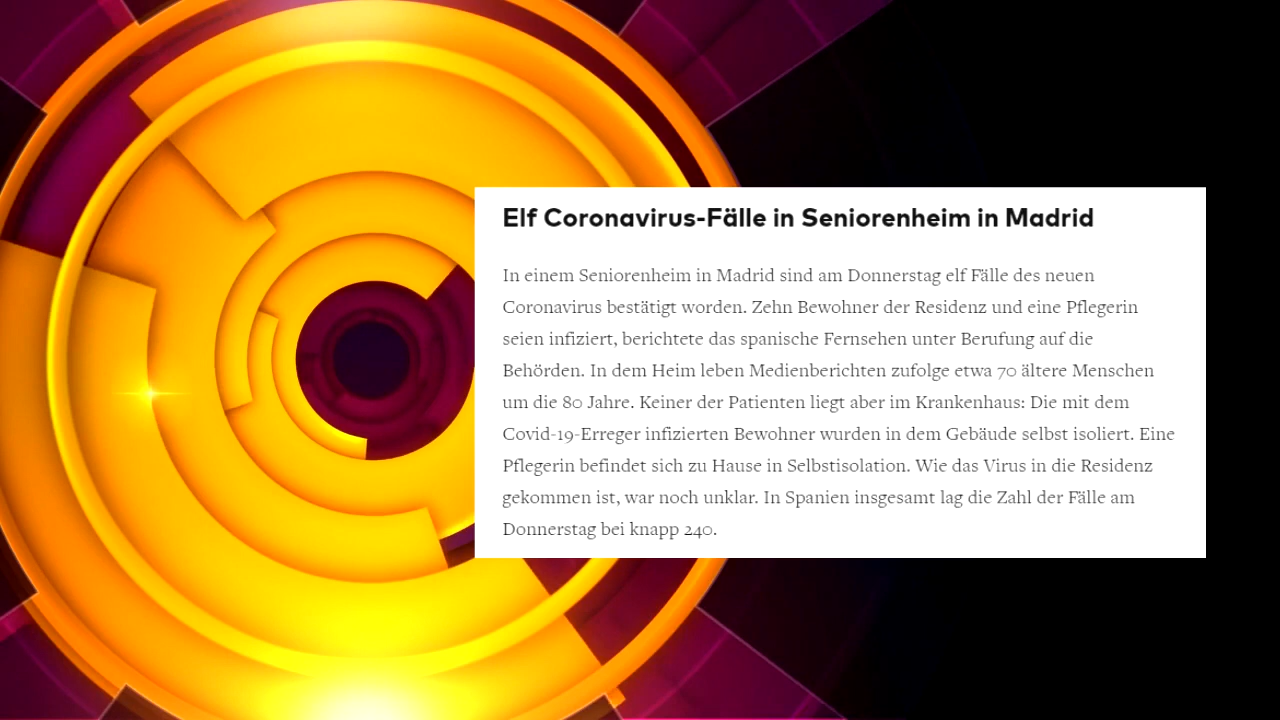 Elf Coronavirus-Fälle in Seniorenheim in Madrid
In einem Seniorenheim in Madrid sind am Donnerstag elf Fälle des neuen
Coronavirus bestätigt worden. Zehn Bewohner der Residenz und eine Pflegerin
seien infiziert, berichtete das spanische Fernsehen unter Berufung auf die
Behörden. In dem Heim leben Medienberichten zufolge etwa 70 ältere Menschen
um die 80 Jahre. Keiner der Patienten liegt aber im Krankenhaus: Die mit dem
Covid-19-Erreger infizierten Bewohner wurden in dem Gebäude selbst isoliert. Eine
Pflegerin befindet sich zu Hause in Selbstisolation. Wie das Virus in die Residenz
gekommen ist, war noch unklar. In Spanien insgesamt lag die Zahl der Fälle am
Donnerstag bei knapp 240.